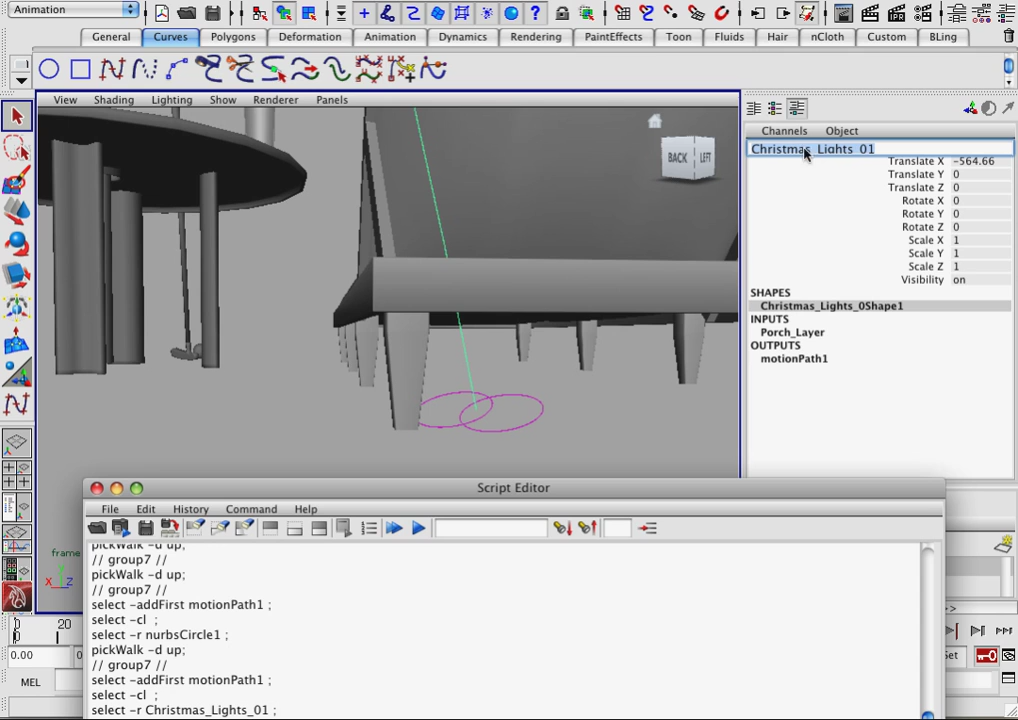 Animation
General Curves Polygons Deformation Animation Dynamics Rendering PaintEffects Toon Fluids Hair nCloth Custom BLing
View Shading Lighting Show Renderer Panels
Channels Object
Christmas_Lights_01
Translate X -564.66
Translate Y 0
Translate Z 0
Rotate X 0
Rotate Y 0
Rotate Z 0
Scale X 1
Scale Y 1
Scale Z 1
Visibility on
SHAPES
Christmas_Lights_0Shape1
INPUTS
Porch_Layer
OUTPUTS
motionPath1
BACK LEFT
Script Editor
File Edit History Command Help
pickWalk -d up;
// group7 //
pickWalk -d up;
// group7 //
select -addFirst motionPath1 ;
select -cl ;
select -r nurbsCircle1 ;
pickWalk -d up;
// group7 //
select -addFirst motionPath1 ;
select -cl ;
select -r Christmas_Lights_01 ;
frame
X Z
20
0.00
MEL